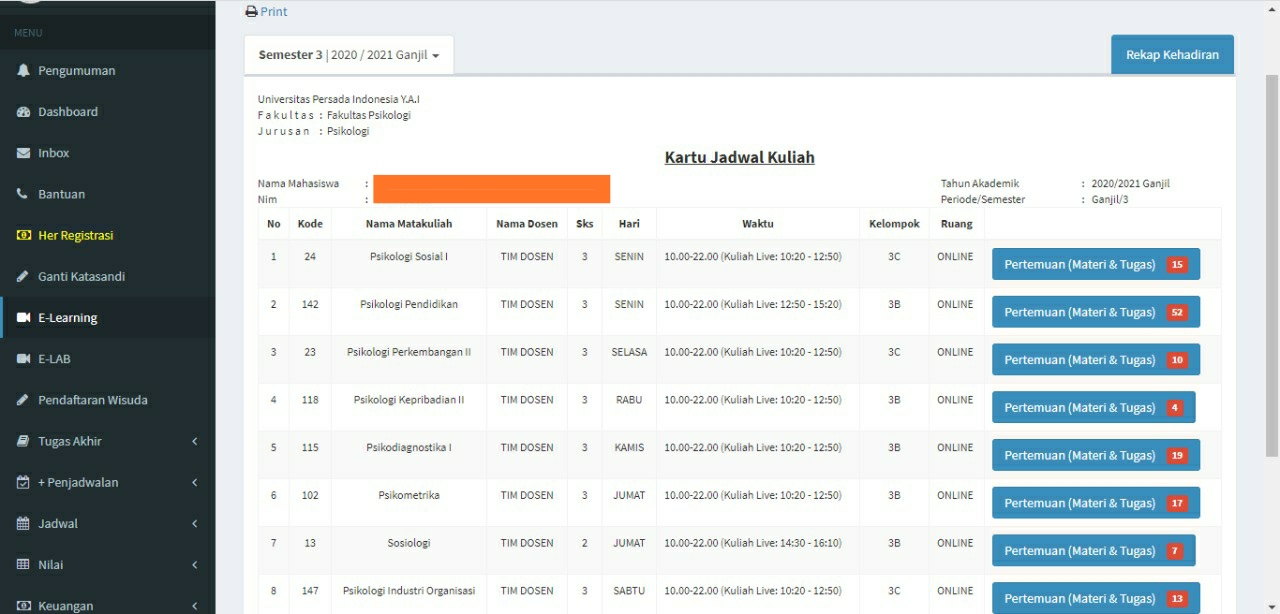 Print
MENU
Pengumuman
Dashboard
Inbox
Bantuan
Her Registrasi
Ganti Katasandi
E-Learning
E-LAB
Pendaftaran Wisuda
Tugas Akhir
+ Penjadwalan
Jadwal
Nilai
Keuangan
Semester 3 | 2020 / 2021 Ganjil
Rekap Kehadiran
Universitas Persada Indonesia Y.A.I
F a k u l t a s : Fakultas Psikologi
J u r u s a n : Psikologi
Kartu Jadwal Kuliah
Nama Mahasiswa : Tahun Akademik : 2020/2021 Ganjil
Nim : Periode/Semester : Ganjil/3
No Kode Nama Matakuliah Nama Dosen Sks Hari Waktu Kelompok Ruang
1 24 Psikologi Sosial I TIM DOSEN 3 SENIN 10.00-22.00 (Kuliah Live: 10:20 - 12:50) 3C ONLINE Pertemuan (Materi & Tugas) 15
2 142 Psikologi Pendidikan TIM DOSEN 3 SENIN 10.00-22.00 (Kuliah Live: 12:50 - 15:20) 3B ONLINE Pertemuan (Materi & Tugas) 52
3 23 Psikologi Perkembangan II TIM DOSEN 3 SELASA 10.00-22.00 (Kuliah Live: 10:20 - 12:50) 3C ONLINE Pertemuan (Materi & Tugas) 10
4 118 Psikologi Kepribadian II TIM DOSEN 3 RABU 10.00-22.00 (Kuliah Live: 10:20 - 12:50) 3B ONLINE Pertemuan (Materi & Tugas) 4
5 115 Psikodiagnostika I TIM DOSEN 3 KAMIS 10.00-22.00 (Kuliah Live: 10:20 - 12:50) 3B ONLINE Pertemuan (Materi & Tugas) 19
6 102 Psikometrika TIM DOSEN 3 JUMAT 10.00-22.00 (Kuliah Live: 10:20 - 12:50) 3B ONLINE Pertemuan (Materi & Tugas) 17
7 13 Sosiologi TIM DOSEN 2 JUMAT 10.00-22.00 (Kuliah Live: 14:30 - 16:10) 3B ONLINE Pertemuan (Materi & Tugas) 7
8 147 Psikologi Industri Organisasi TIM DOSEN 3 SABTU 10.00-22.00 (Kuliah Live: 10:20 - 12:50) 3C ONLINE Pertemuan (Materi & Tugas) 13